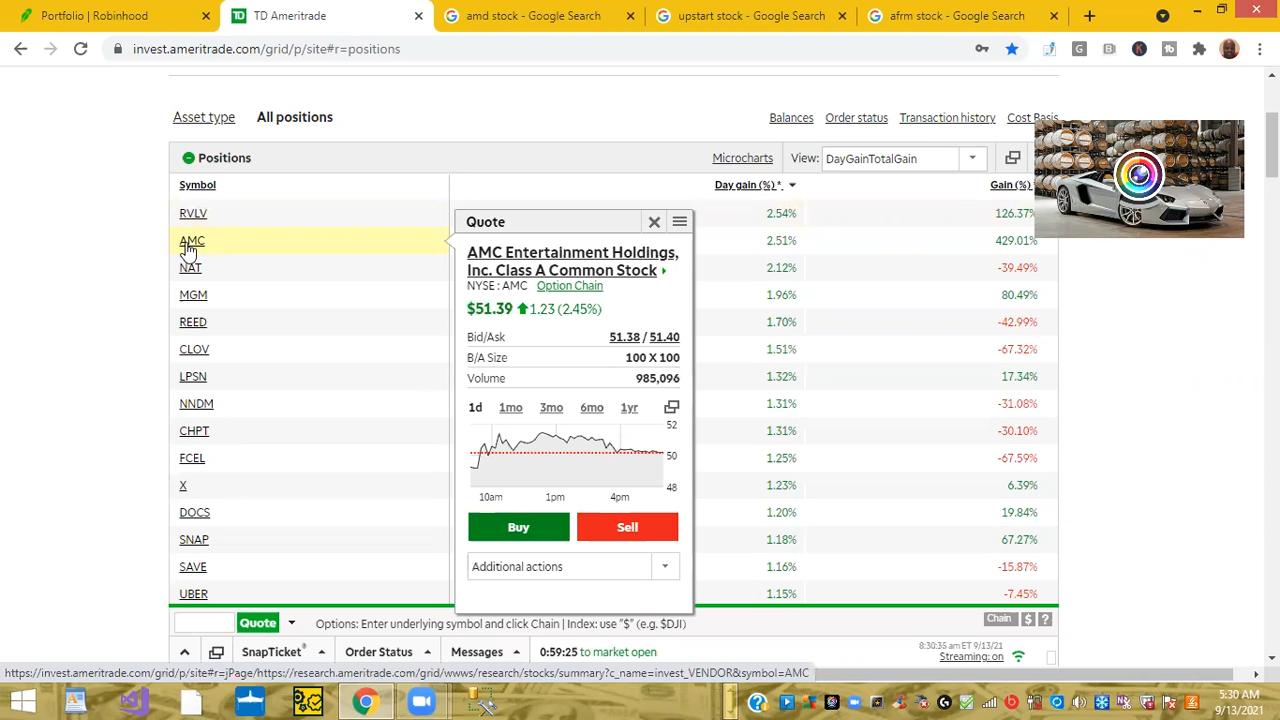 Portfolio | Robinhood
TD Ameritrade
amd stock - Google Search
upstart stock - Google Search
afrm stock - Google Search
invest.ameritrade.com/grid/p/site#r=positions
Asset type
All positions
Balances
Order status
Transaction history
Cost Basis
Positions
Microcharts
View:
DayGainTotalGain
Symbol
Day gain (%) *
Gain (%) *
RVLV 2.54% 126.37%
AMC 2.51% 429.01%
NAT 2.12% -39.49%
MGM 1.96% 80.49%
REED 1.70% -42.99%
CLOV 1.51% -67.32%
LPSN 1.32% 17.34%
NNDM 1.31% -31.08%
CHPT 1.31% -30.10%
FCEL 1.25% -67.59%
X 1.23% 6.39%
DOCS 1.20% 19.84%
SNAP 1.18% 67.27%
SAVE 1.16% -15.87%
UBER 1.15% -7.45%
Quote
AMC Entertainment Holdings,
Inc. Class A Common Stock
NYSE : AMC Option Chain
$51.39 1.23 (2.45%)
Bid/Ask 51.38 / 51.40
B/A Size 100 X 100
Volume 985,096
1d 1mo 3mo 6mo 1yr
52
50
48
10am 1pm 4pm
Buy
Sell
Additional actions
Quote
Options: Enter underlying symbol and click Chain | Index: use "$" (e.g. $DJI)
Chain $ ?
SnapTicket®
Order Status
Messages
0:59:25 to market open
8:30:35 am ET 9/13/21
Streaming: on
https://invest.ameritrade.com/grid/p/site#r=jPage/https://research.ameritrade.com/grid/wwws/research/stocks/summary?c_name=invest_VENDOR&symbol=AMC
5:30 AM
9/13/2021